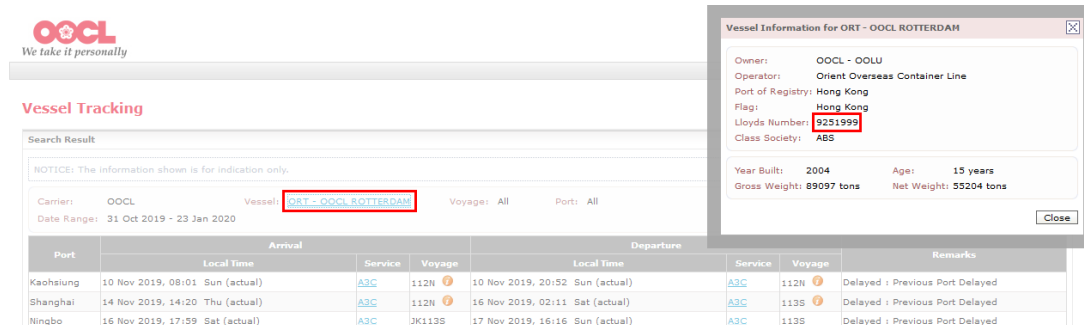 OOCL
We take it personally
Vessel Tracking
Search Result
NOTICE: The information shown is for indication only.
Carrier: OOCL Vessel: ORT - OOCL ROTTERDAM Voyage: All Port: All
Date Range: 31 Oct 2019 - 23 Jan 2020
Port Arrival Departure Remarks
Local Time Service Voyage Local Time Service Voyage
Kaohsiung 10 Nov 2019, 08:01 Sun (actual) A3C 112N 10 Nov 2019, 20:52 Sun (actual) A3C 112N Delayed : Previous Port Delayed
Shanghai 14 Nov 2019, 14:20 Thu (actual) A3C 112N 16 Nov 2019, 02:11 Sat (actual) A3C 113S Delayed : Previous Port Delayed
Ningbo 16 Nov 2019, 17:59 Sat (actual) A3C JK113S 17 Nov 2019, 16:16 Sun (actual) A3C 113S Delayed : Previous Port Delayed
Vessel Information for ORT - OOCL ROTTERDAM
Owner: OOCL - OOLU
Operator: Orient Overseas Container Line
Port of Registry: Hong Kong
Flag: Hong Kong
Lloyds Number: 9251999
Class Society: ABS
Year Built: 2004 Age: 15 years
Gross Weight: 89097 tons Net Weight: 55204 tons
Close